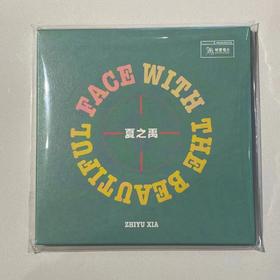 FACE WITH THE BEAUTIFUL
夏之禹
ZHIYU XIA